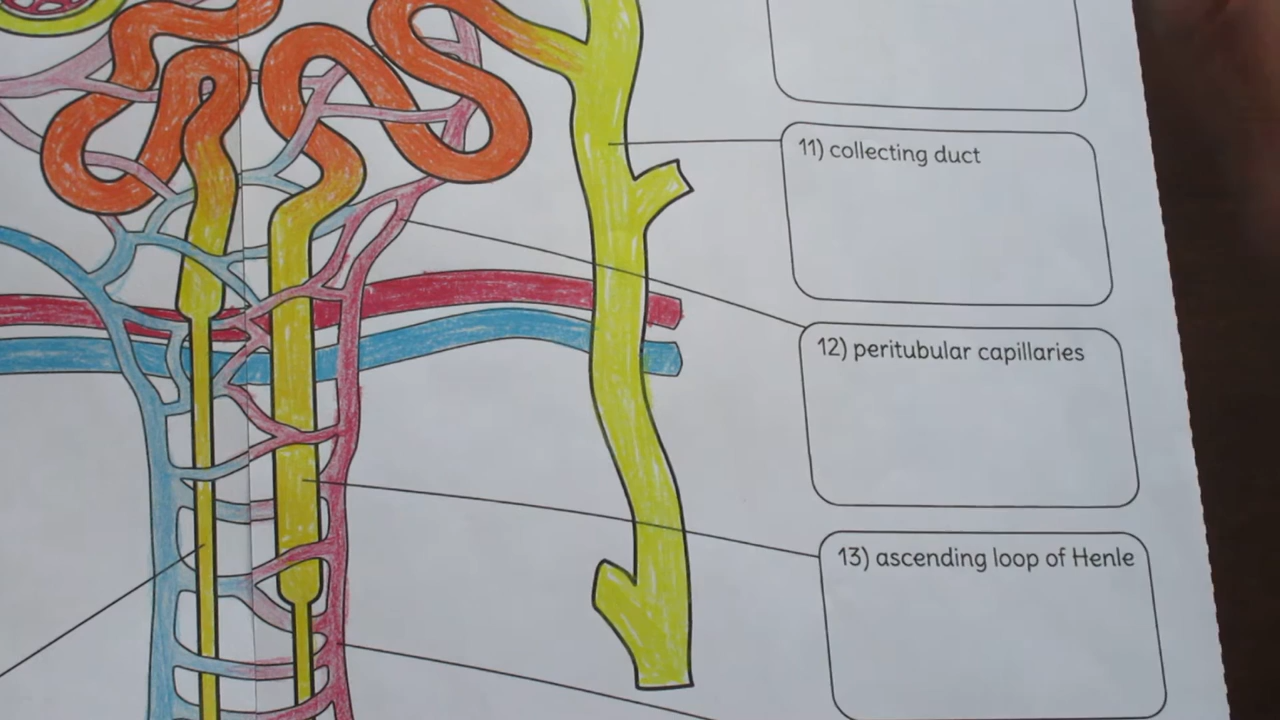 11) collecting duct
12) peritubular capillaries
13) ascending loop of Henle